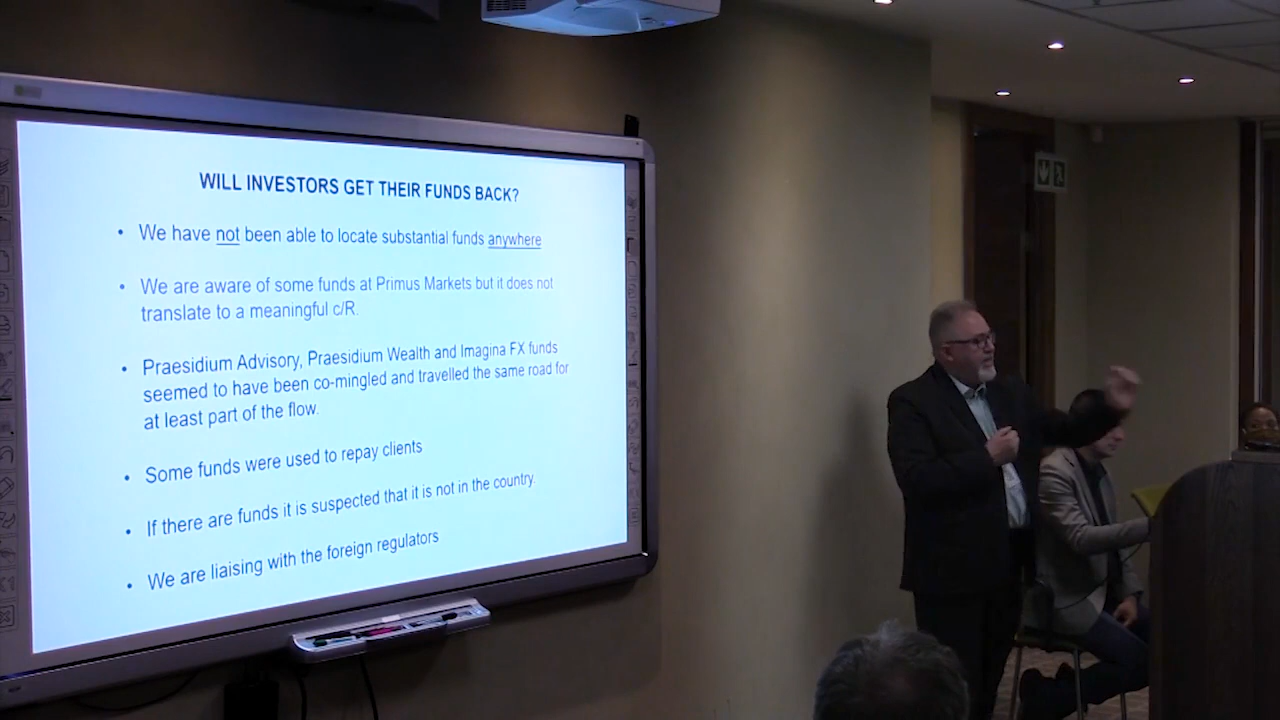 WILL INVESTORS GET THEIR FUNDS BACK?
• We have not been able to locate substantial funds anywhere
• We are aware of some funds at Primus Markets but it does not
translate to a meaningful c/R.
• Praesidium Advisory, Praesidium Wealth and Imagina FX funds
seemed to have been co-mingled and travelled the same road for
at least part of the flow.
• Some funds were used to repay clients
• If there are funds it is suspected that it is not in the country.
• We are liaising with the foreign regulators